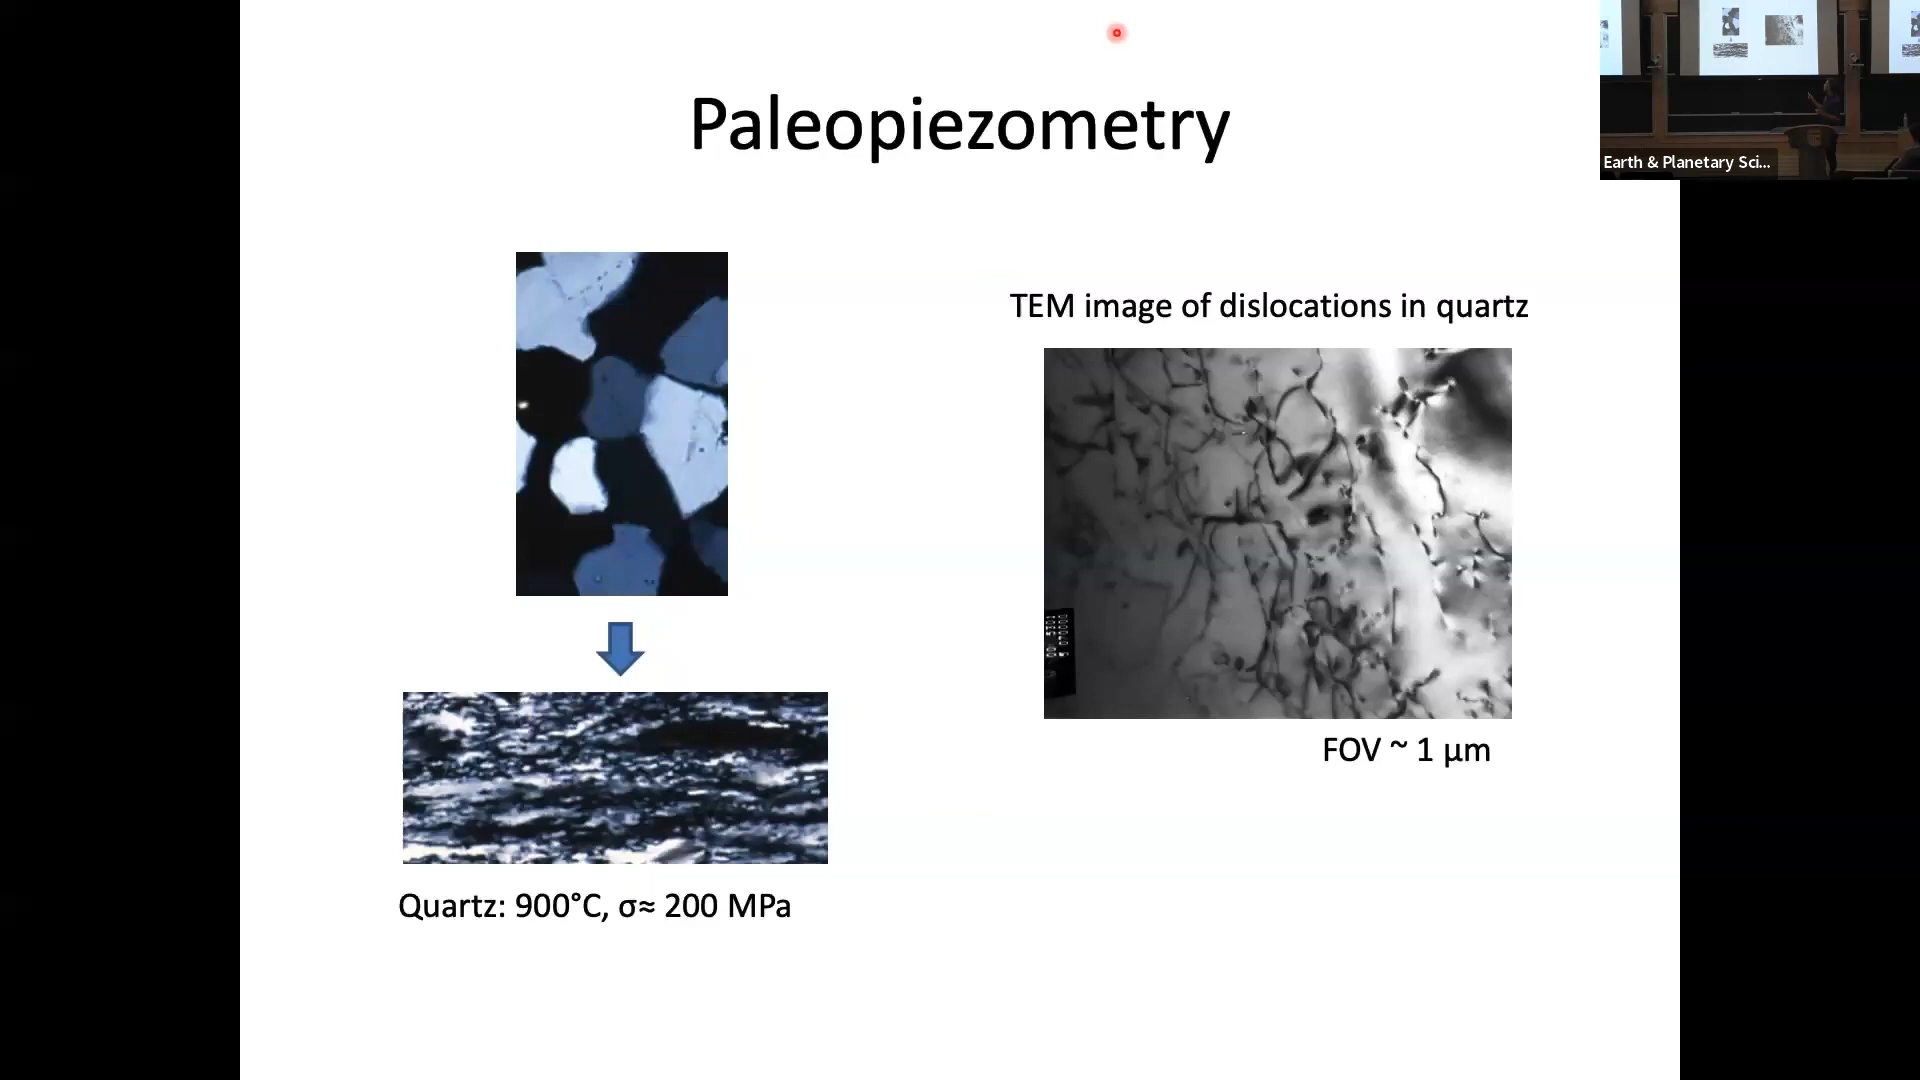 Paleopiezometry
Earth & Planetary Sci...
TEM image of dislocations in quartz
FOV ~ 1 µm
Quartz: 900°C, σ≈ 200 MPa